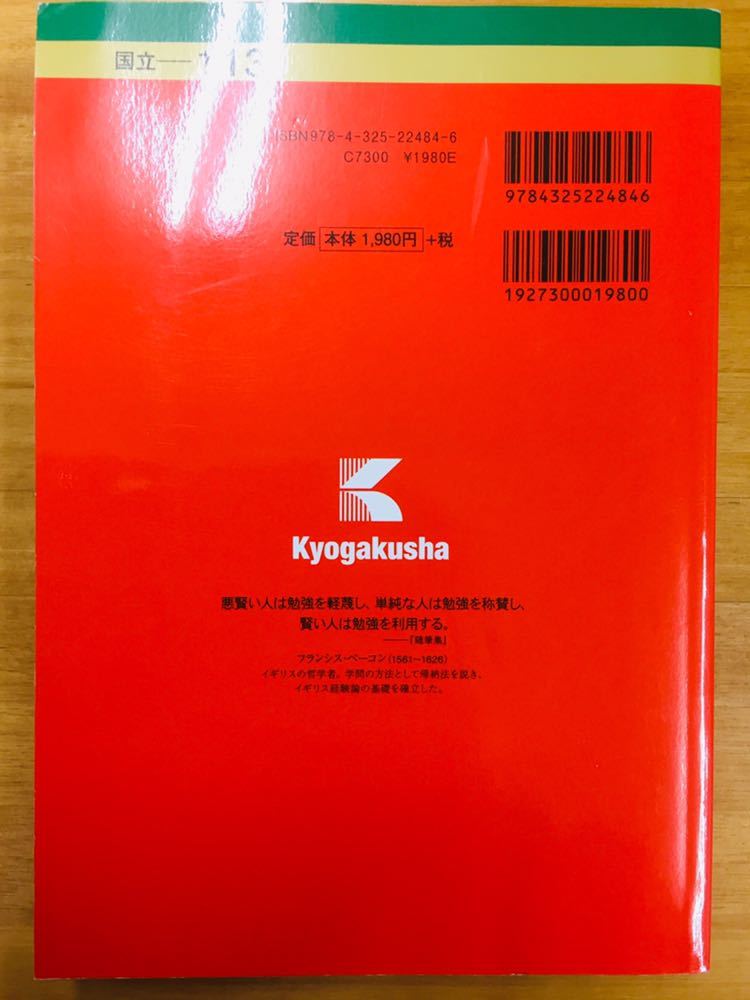 国立――113
ISBN978-4-325-22484-6
C7300 ¥1980E
9784325224846
定価 本体 1,980円 +税
1927300019800
Kyogakusha
悪賢い人は勉強を軽蔑し、単純な人は勉強を称賛し、
賢い人は勉強を利用する。
――『随筆集』
フランシス・ベーコン(1561〜1626)
イギリスの哲学者。学問の方法として帰納法を説き、
イギリス経験論の基礎を確立した。